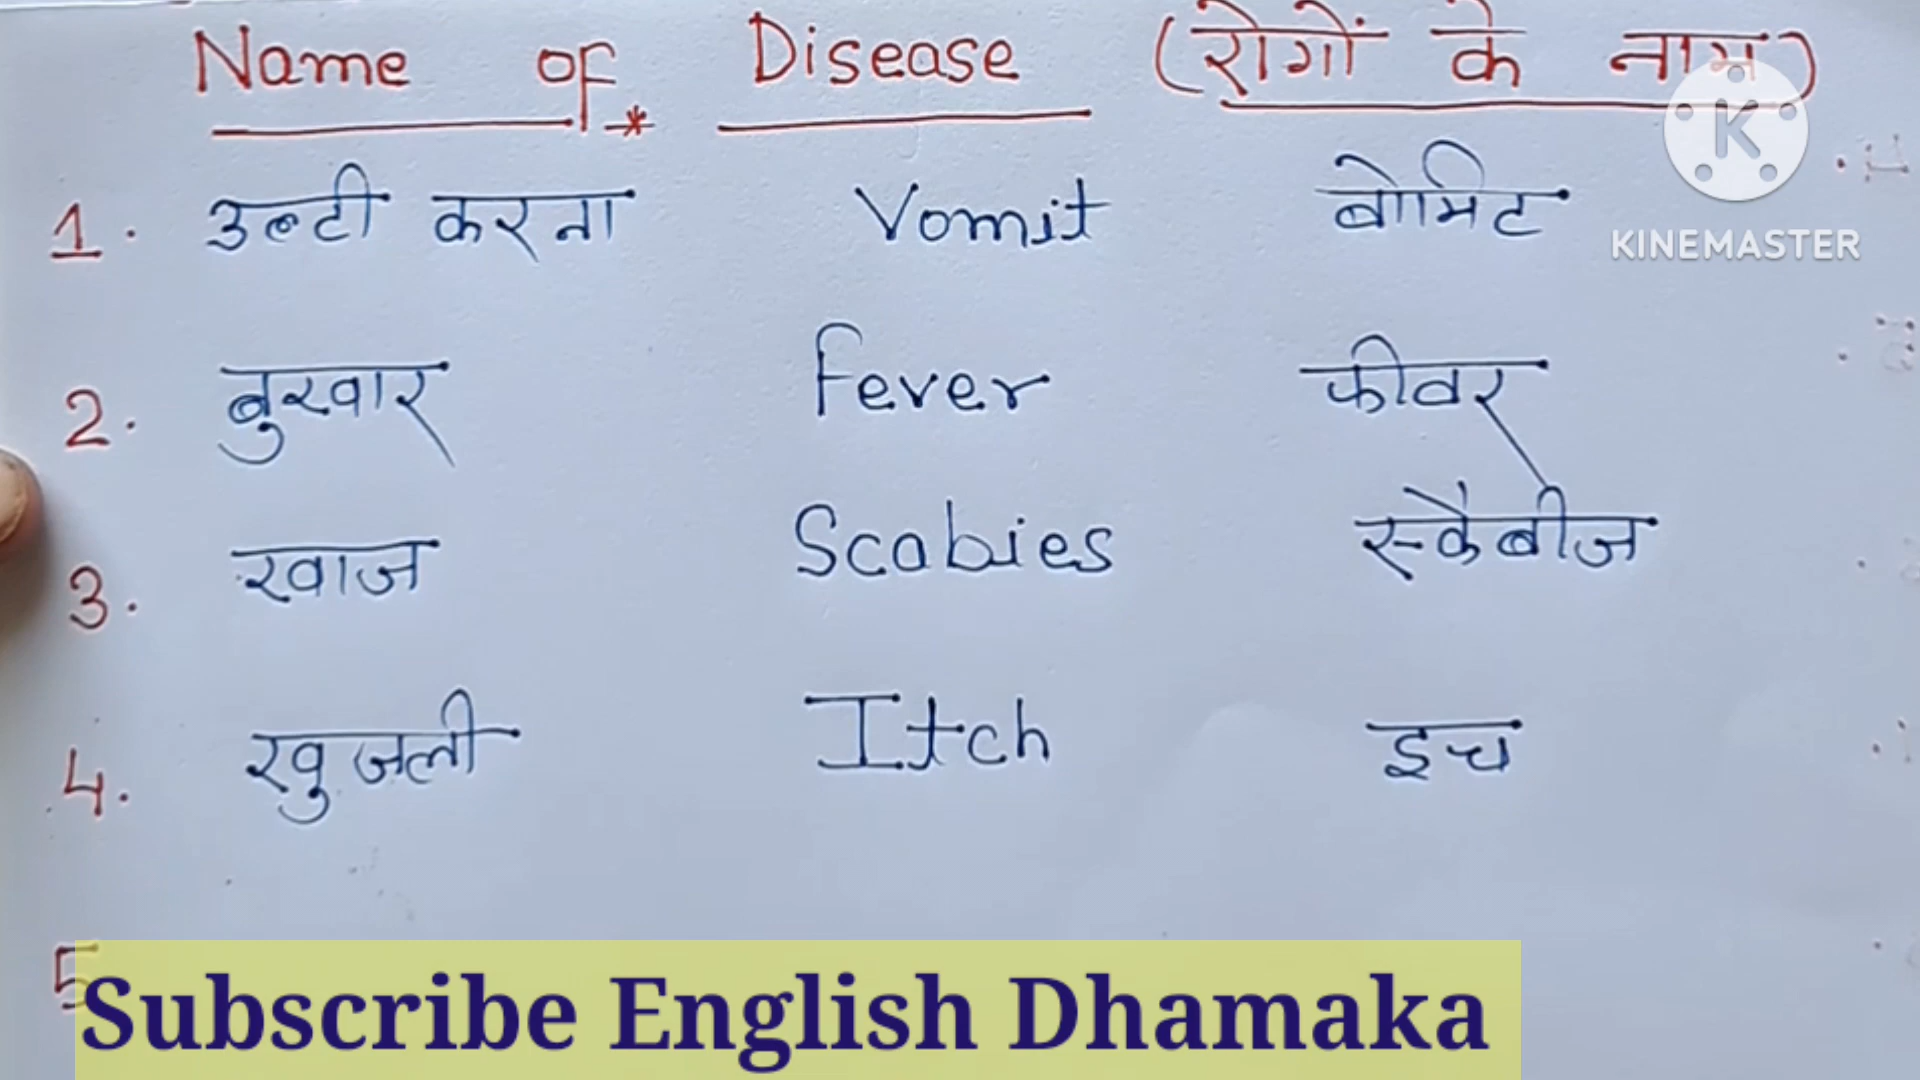 Name of Disease (रोगों के नाम)
1. उल्टी करना Vomit बोमिट
KINEMASTER
2. बुखार Fever फीवर
3. खाज Scabies स्कैबीज
4. खुजली Itch इच
5
Subscribe English Dhamaka